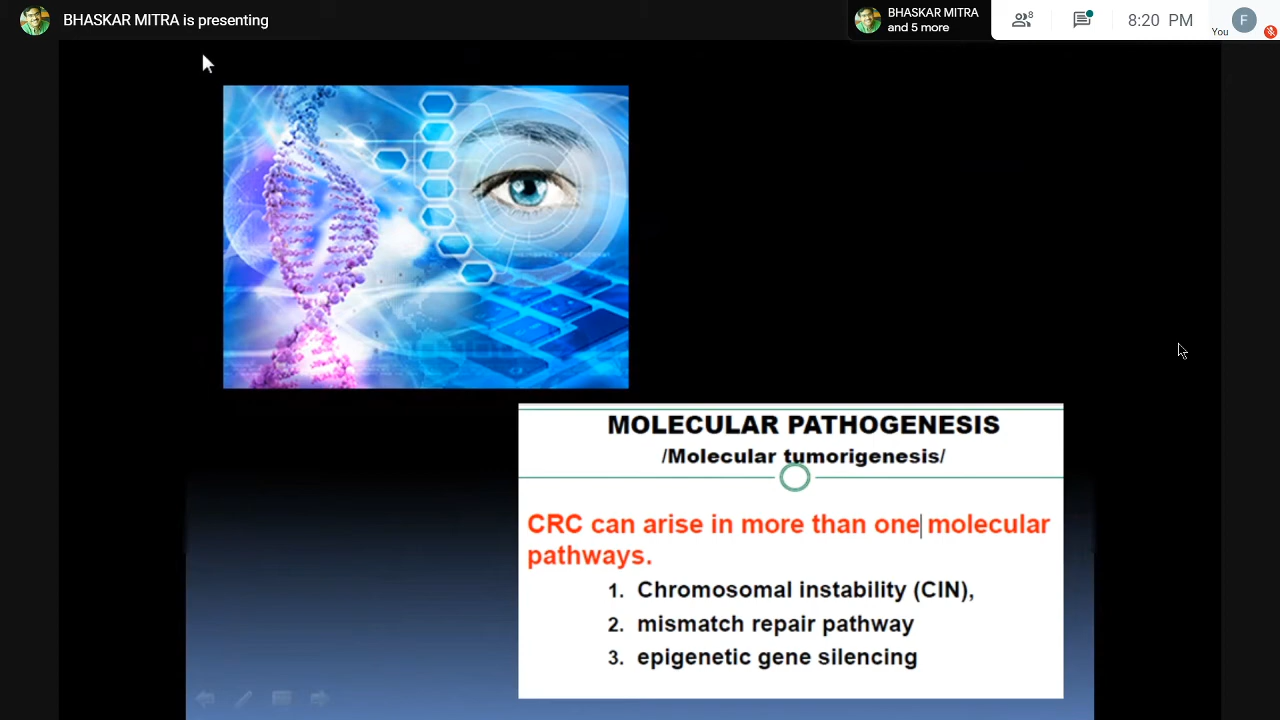 BHASKAR MITRA is presenting
BHASKAR MITRA
and 5 more
8
8:20 PM
You
F
MOLECULAR PATHOGENESIS
/Molecular tumorigenesis/
CRC can arise in more than one molecular
pathways.
1. Chromosomal instability (CIN),
2. mismatch repair pathway
3. epigenetic gene silencing